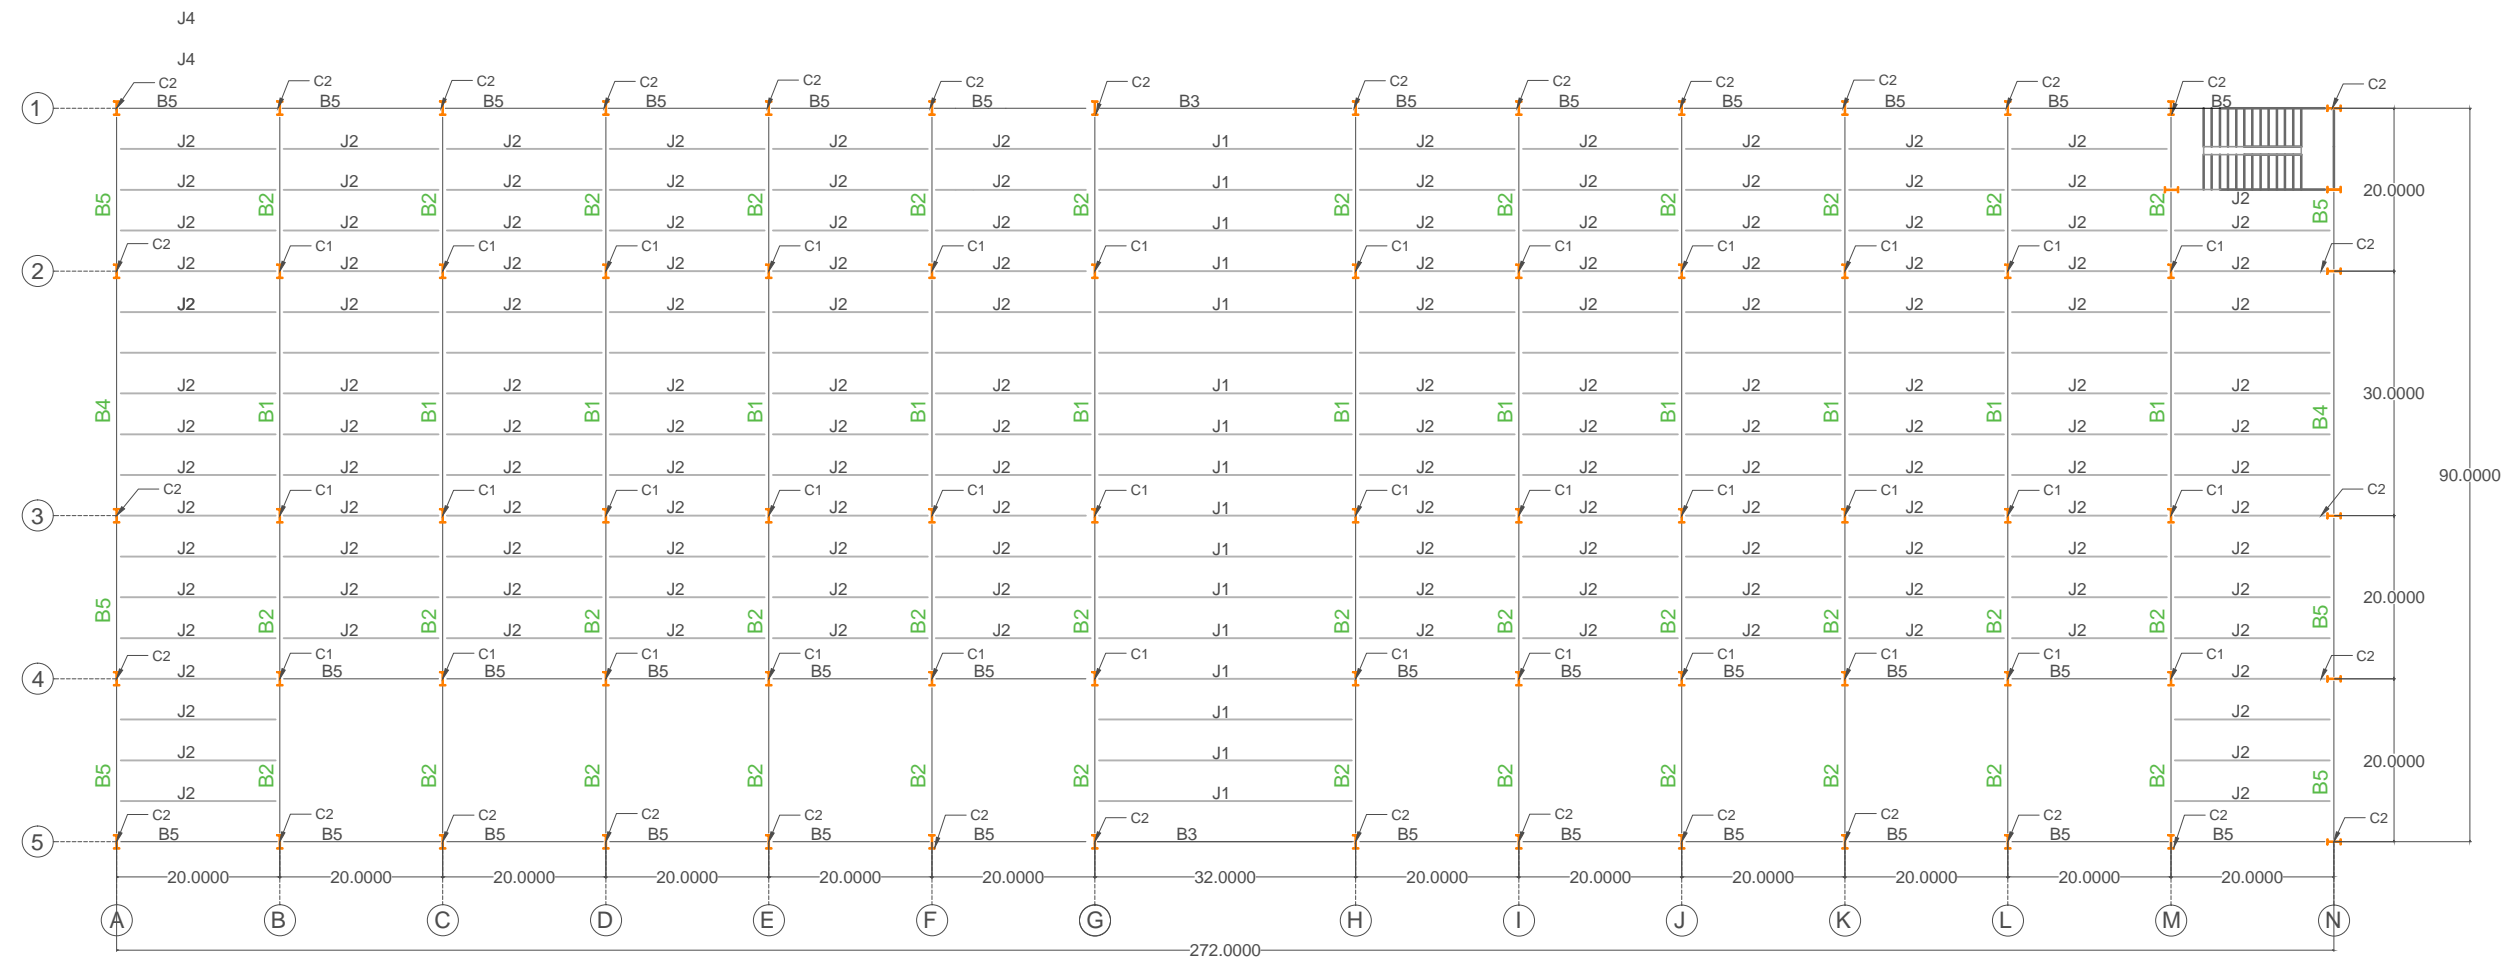 J4
J4
C2 C2 C2 C2 C2 C2 C2 C2 C2 C2 C2 C2 C2 C2
1 B5 B5 B5 B5 B5 B5 B3 B5 B5 B5 B5 B5 B5
J2 J2 J2 J2 J2 J2 J1 J2 J2 J2 J2 J2
J2 J2 J2 J2 J2 J2 J1 J2 J2 J2 J2 J2 J2 20.0000
B5 B2 B2 B2 B2 B2 B2 B2 B2 B2 B2 B2 B2 B5
J2 J2 J2 J2 J2 J2 J1 J2 J2 J2 J2 J2 J2
C2 C1 C1 C1 C1 C1 C1 C1 C1 C1 C1 C1 C1 C2
2 J2 J2 J2 J2 J2 J2 J1 J2 J2 J2 J2 J2 J2
J2 J2 J2 J2 J2 J2 J1 J2 J2 J2 J2 J2 J2
J2 J2 J2 J2 J2 J2 J1 J2 J2 J2 J2 J2 J2 30.0000
B4 B1 B1 B1 B1 B1 B1 B1 B1 B1 B1 B1 B1 B4
J2 J2 J2 J2 J2 J2 J1 J2 J2 J2 J2 J2 J2
J2 J2 J2 J2 J2 J2 J1 J2 J2 J2 J2 J2 J2 90.0000
C2 C1 C1 C1 C1 C1 C1 C1 C1 C1 C1 C1 C1 C2
3 J2 J2 J2 J2 J2 J2 J1 J2 J2 J2 J2 J2 J2
J2 J2 J2 J2 J2 J2 J1 J2 J2 J2 J2 J2 J2
J2 J2 J2 J2 J2 J2 J1 J2 J2 J2 J2 J2 J2 20.0000
B5 B2 B2 B2 B2 B2 B2 B2 B2 B2 B2 B2 B2 B5
J2 J2 J2 J2 J2 J2 J1 J2 J2 J2 J2 J2 J2
C2 C1 C1 C1 C1 C1 C1 C1 C1 C1 C1 C1 C1 C2
4 J2 B5 B5 B5 B5 B5 J1 B5 B5 B5 B5 B5 J2
J2 J1 J2
J2 J1 J2 20.0000
B5 B2 B2 B2 B2 B2 B2 B2 B2 B2 B2 B2 B2 B5
J2 J1 J2
C2 C2 C2 C2 C2 C2 C2 C2 C2 C2 C2 C2 C2 C2
5 B5 B5 B5 B5 B5 B5 B3 B5 B5 B5 B5 B5 B5
20.0000 20.0000 20.0000 20.0000 20.0000 20.0000 32.0000 20.0000 20.0000 20.0000 20.0000 20.0000 20.0000
A B C D E F G H I J K L M N
272.0000